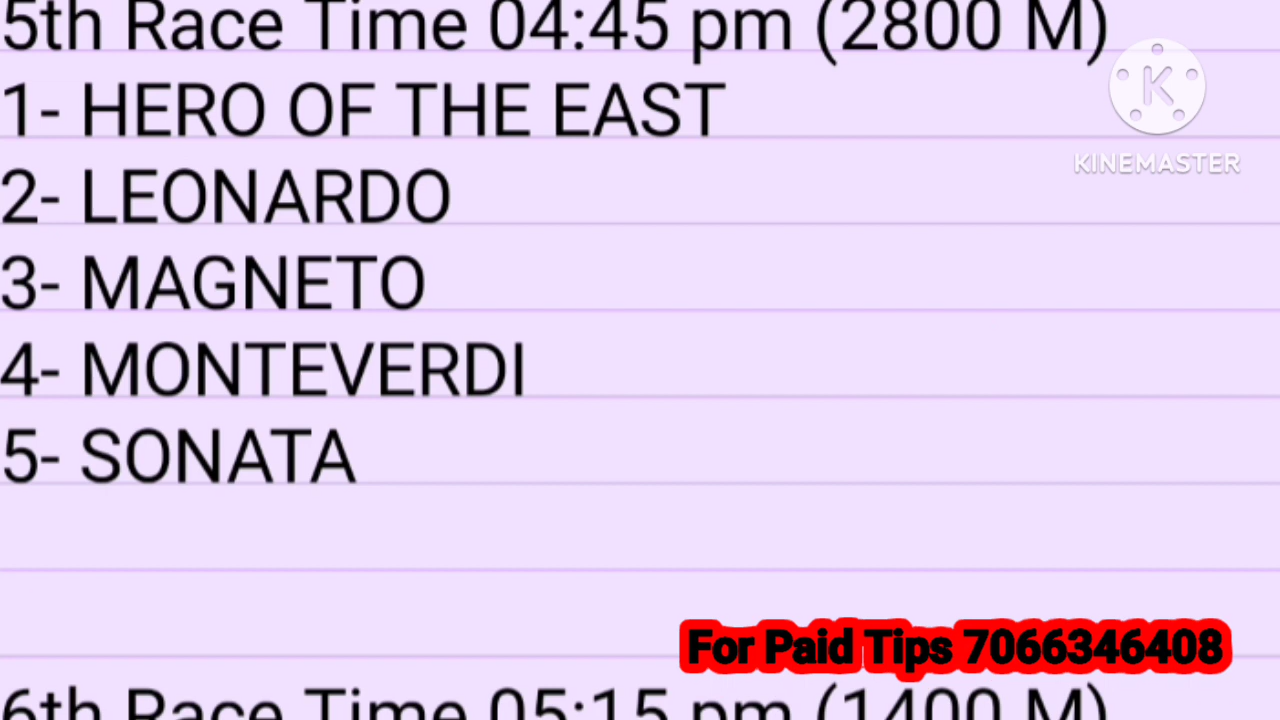 5th Race Time 04:45 pm (2800 M)
1- HERO OF THE EAST
KINEMASTER
2- LEONARDO
3- MAGNETO
4- MONTEVERDI
5- SONATA
For Paid Tips 7066346408
6th Race Time 05:15 pm (1400 M)